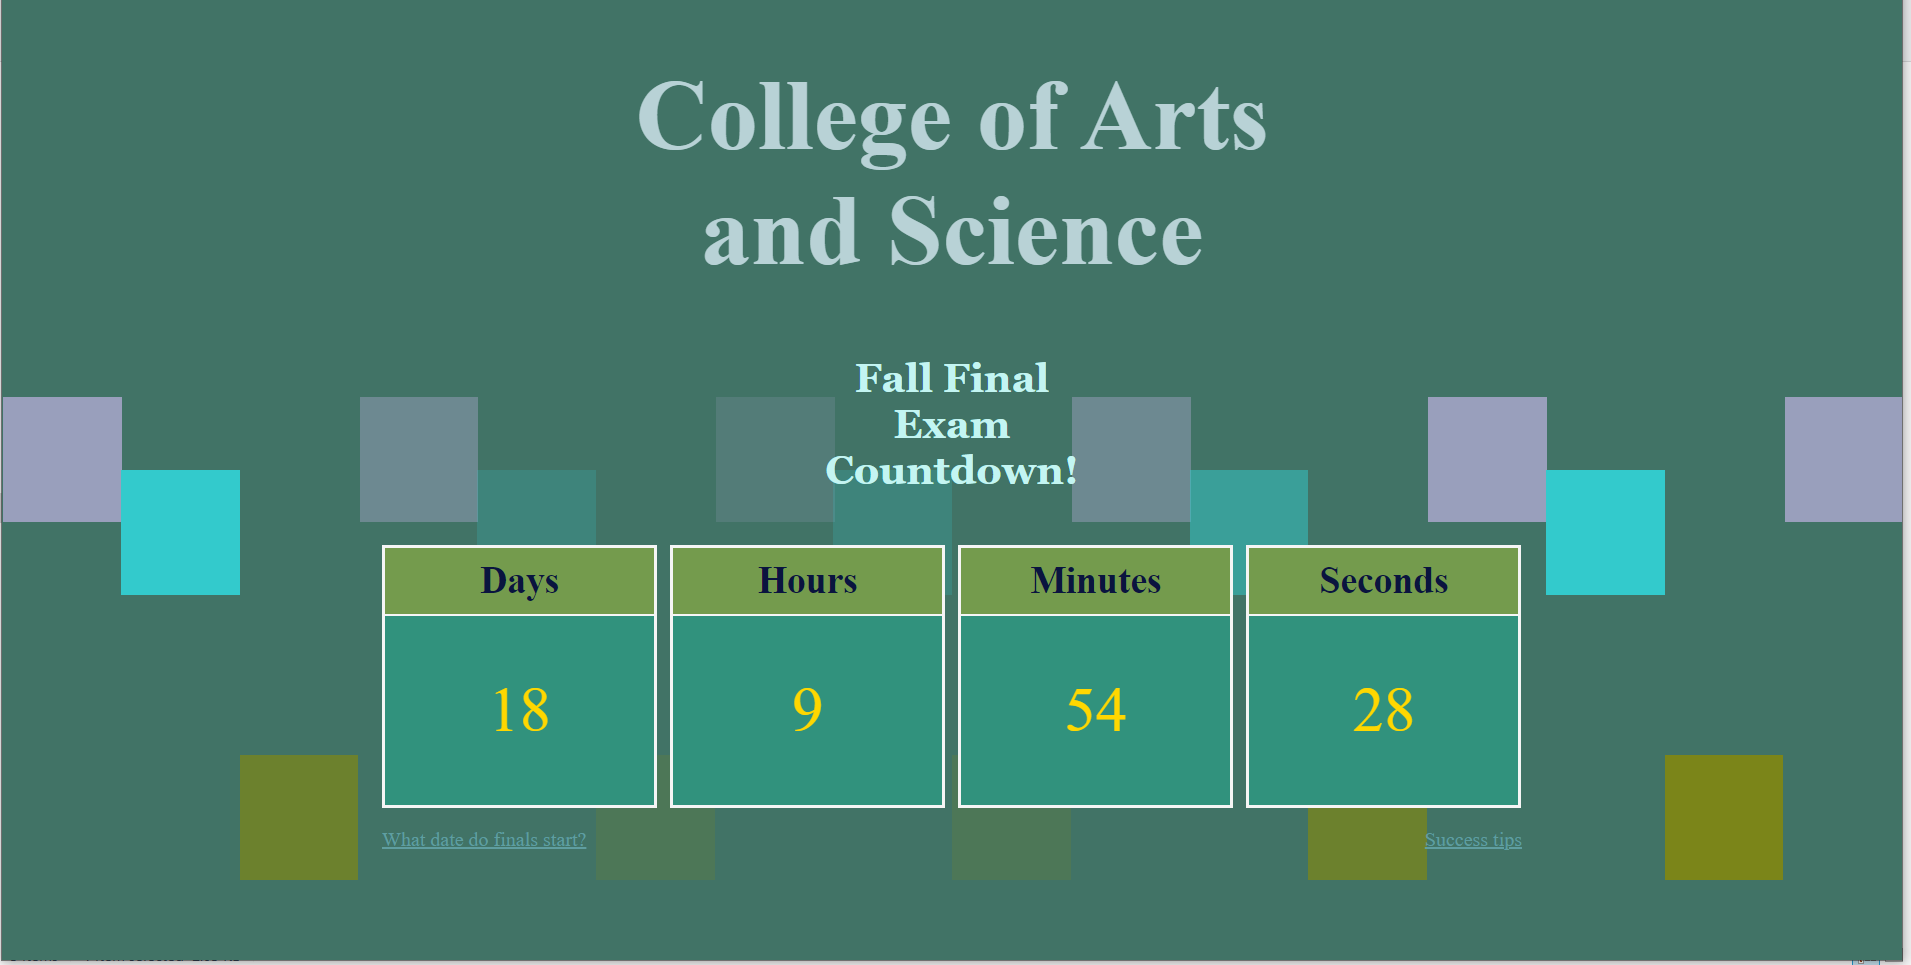 College of Arts
and Science
Fall Final
Exam
Countdown!
Days Hours Minutes Seconds
18 9 54 28
What date do finals start? Success tips